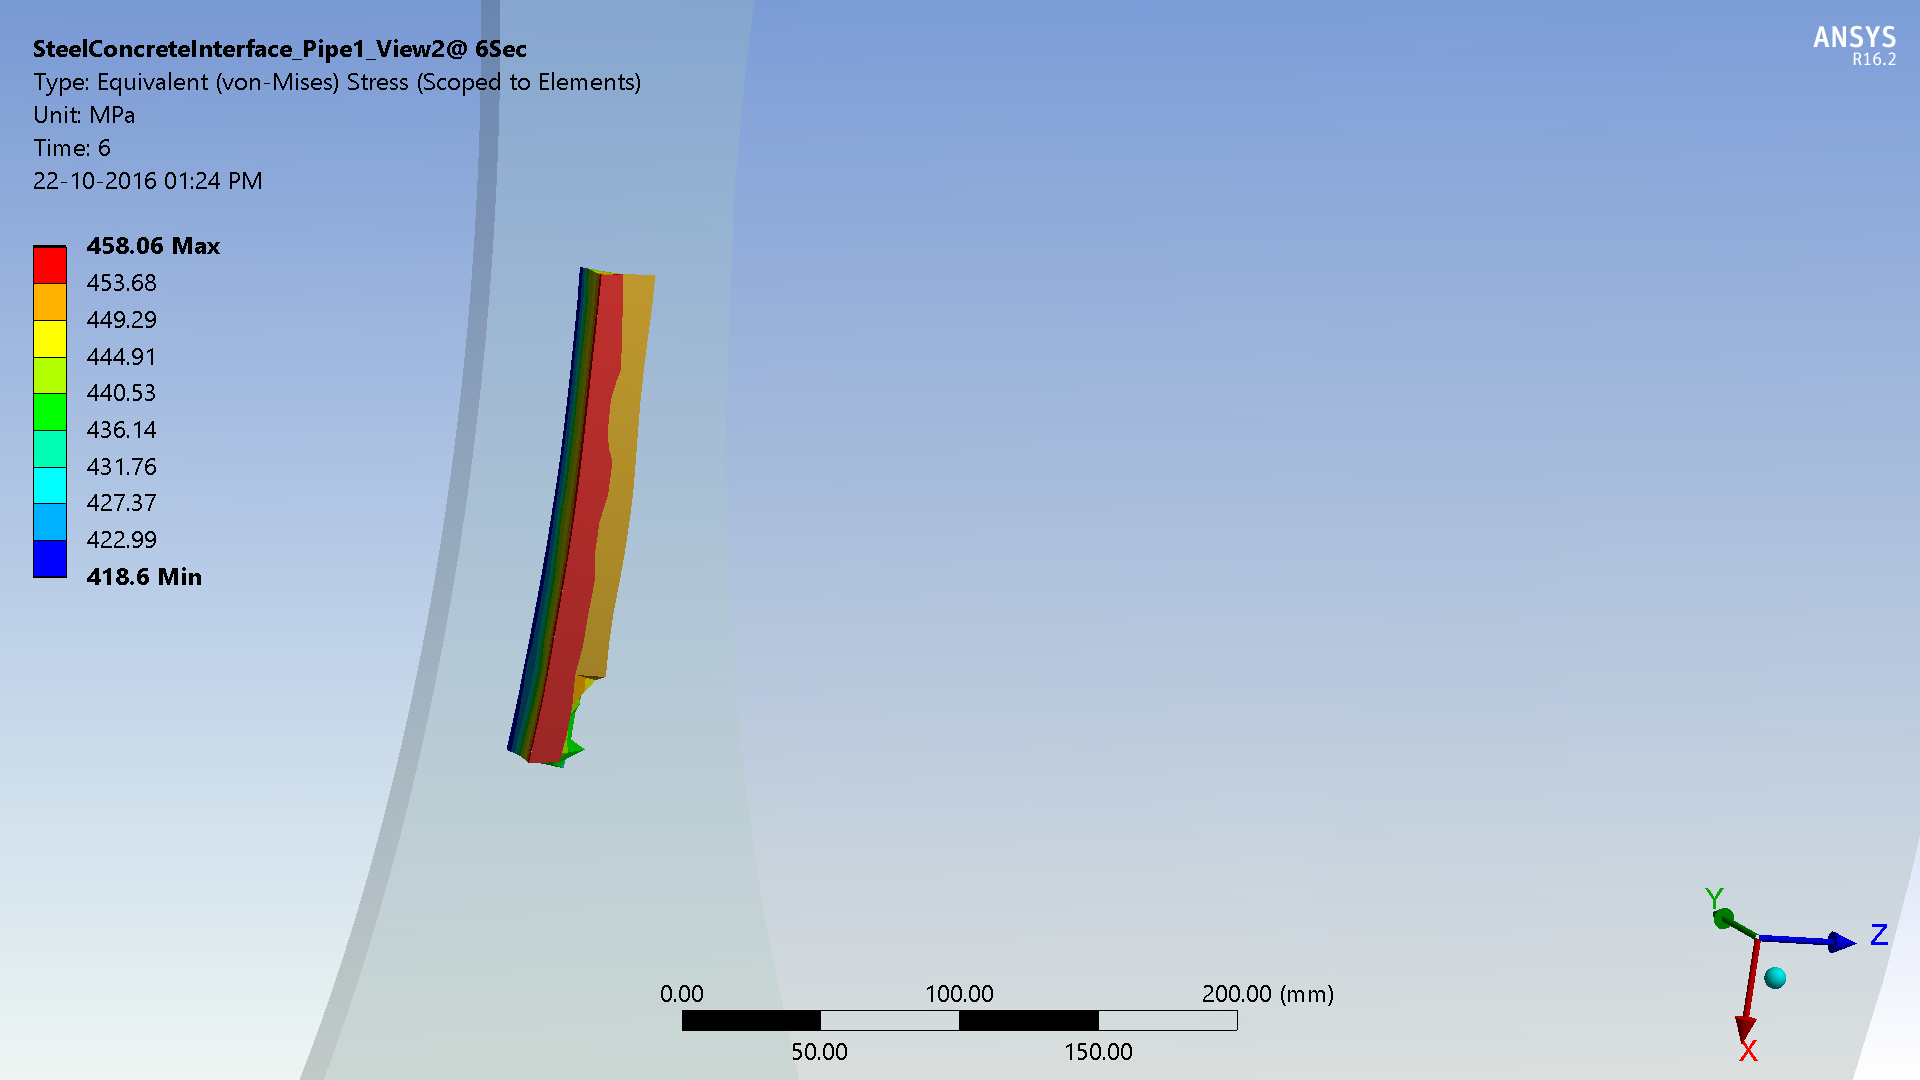 SteelConcreteInterface_Pipe1_View2@ 6Sec
Type: Equivalent (von-Mises) Stress (Scoped to Elements)
Unit: MPa
Time: 6
22-10-2016 01:24 PM
ANSYS
R16.2
458.06 Max
453.68
449.29
444.91
440.53
436.14
431.76
427.37
422.99
418.6 Min
Y
Z
X
0.00
100.00
200.00 (mm)
50.00
150.00